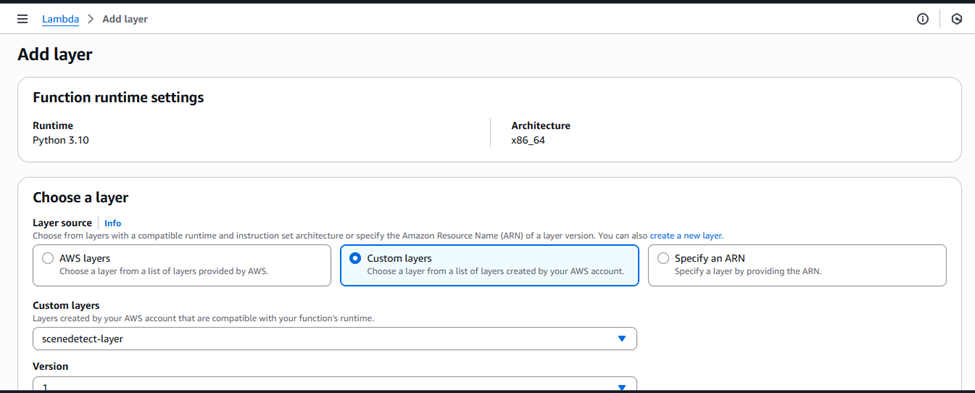 Lambda > Add layer
Add layer
Function runtime settings
Runtime
Python 3.10
Architecture
x86_64
Choose a layer
Layer source Info
Choose from layers with a compatible runtime and instruction set architecture or specify the Amazon Resource Name (ARN) of a layer version. You can also create a new layer.
AWS layers
Choose a layer from a list of layers provided by AWS.
Custom layers
Choose a layer from a list of layers created by your AWS account.
Specify an ARN
Specify a layer by providing the ARN.
Custom layers
Layers created by your AWS account that are compatible with your function's runtime.
scenedetect-layer
Version
1